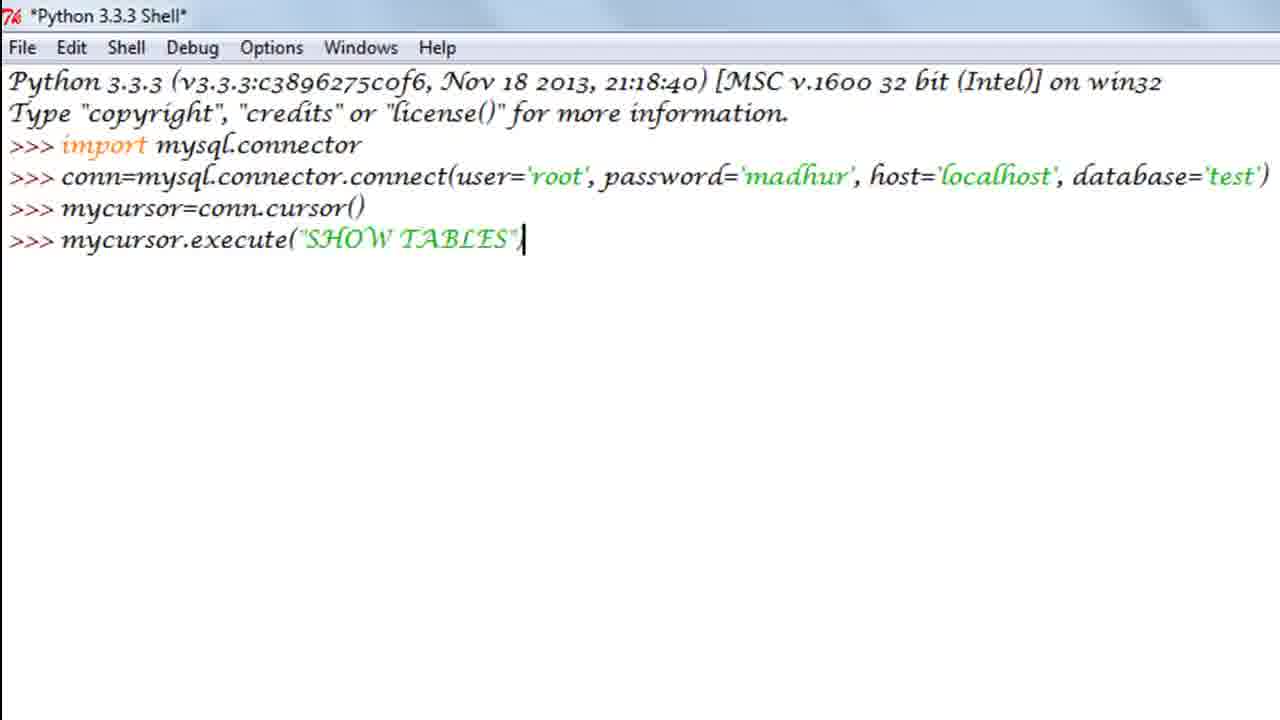 *Python 3.3.3 Shell*
File Edit Shell Debug Options Windows Help
Python 3.3.3 (v3.3.3:c3896275c0f6, Nov 18 2013, 21:18:40) [MSC v.1600 32 bit (Intel)] on win32
Type "copyright", "credits" or "license()" for more information.
>>> import mysql.connector
>>> conn=mysql.connector.connect(user='root', password='madhur', host='localhost', database='test')
>>> mycursor=conn.cursor()
>>> mycursor.execute("SHOW TABLES")